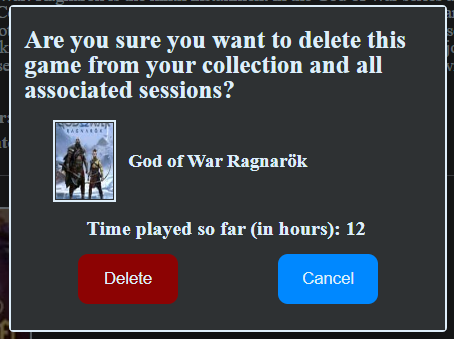 Are you sure you want to delete this
game from your collection and all
associated sessions?
RAGNARÖK
God of War Ragnarök
Time played so far (in hours): 12
Delete
Cancel